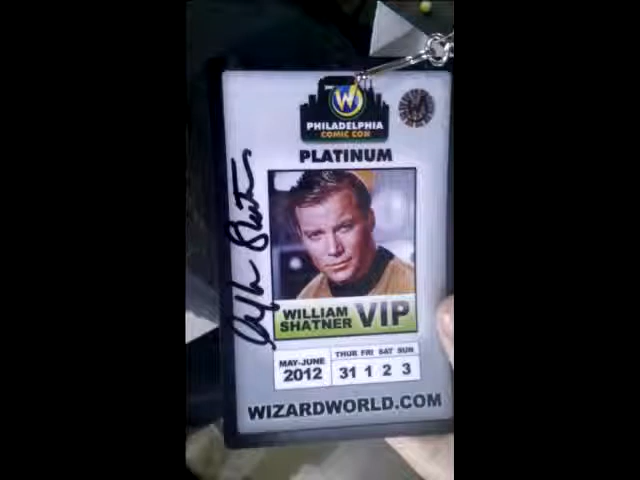 W
PHILADELPHIA
COMIC CON
PLATINUM
WILLIAM
SHATNER
VIP
MAY-JUNE
2012
THUR FRI SAT SUN
31 1 2 3
WIZARDWORLD.COM